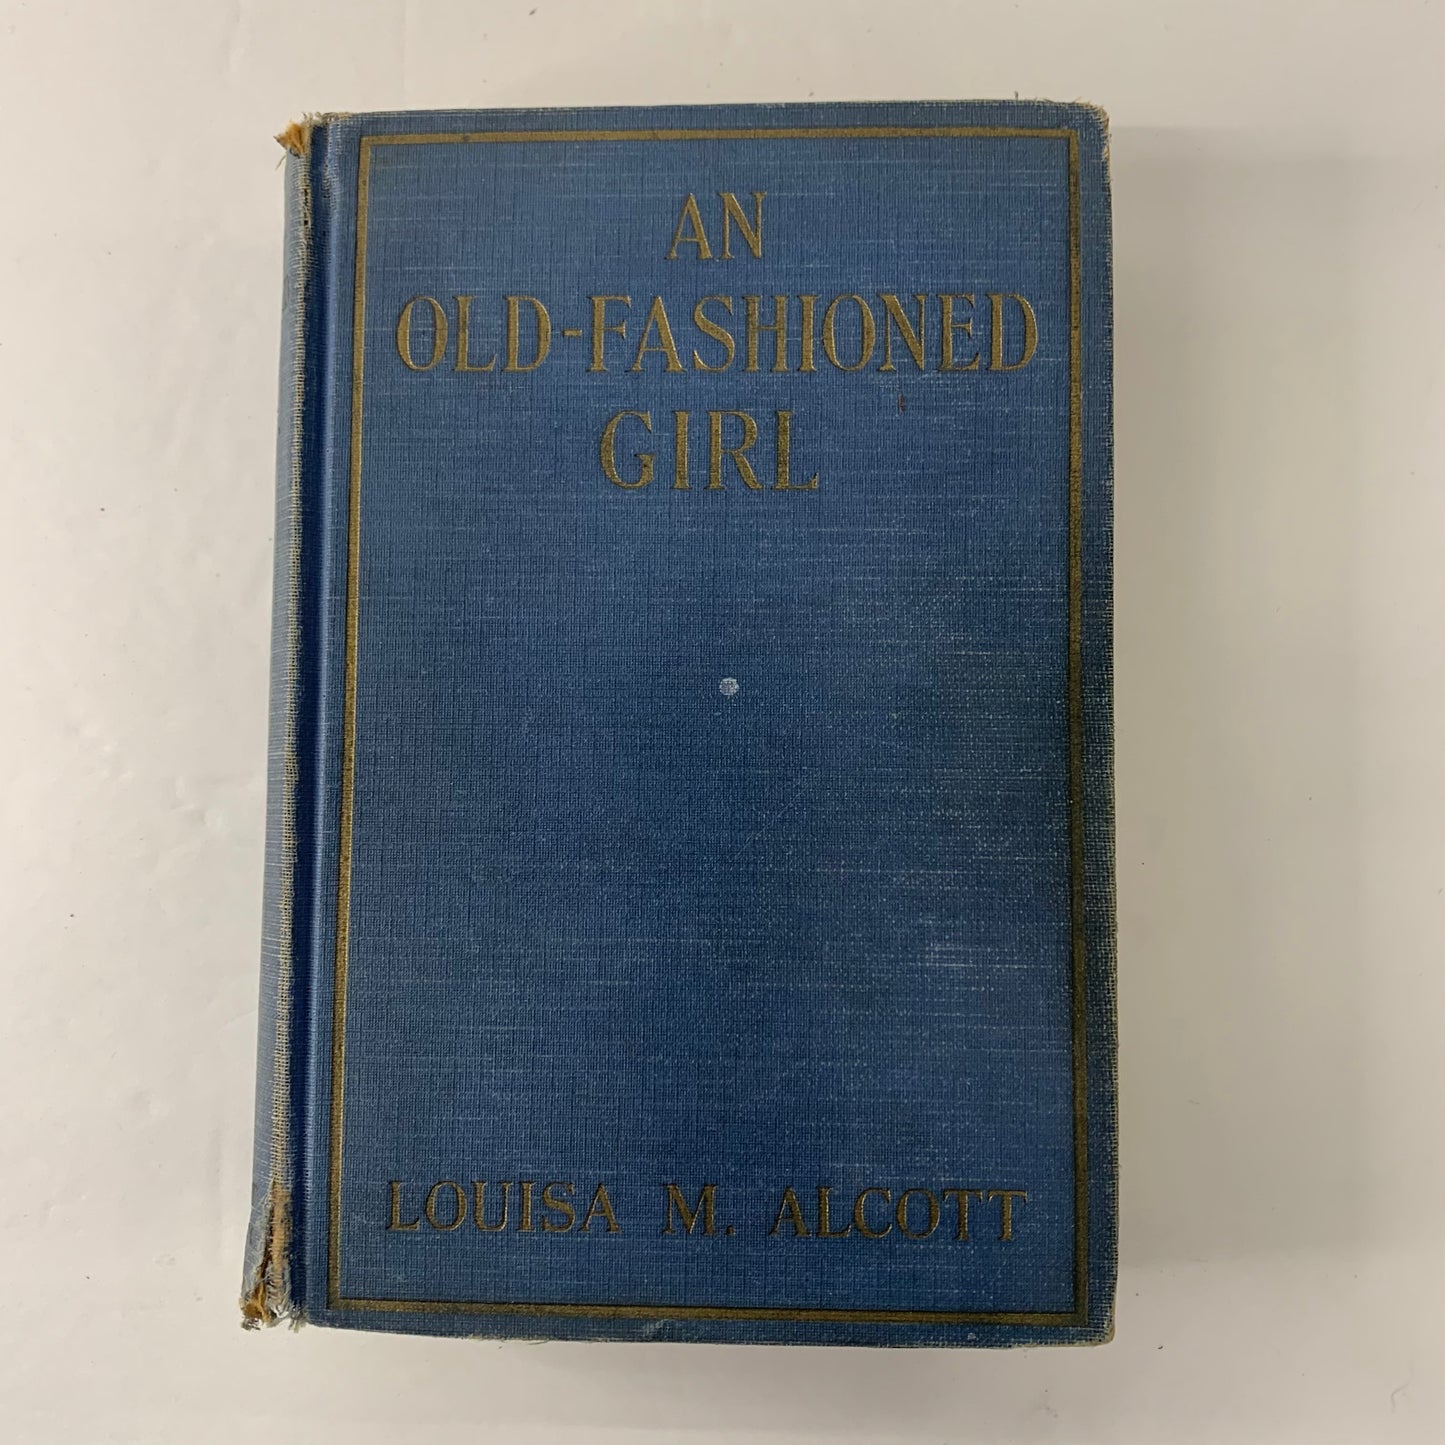 AN
OLD-FASHIONED
GIRL
LOUISA M. ALCOTT